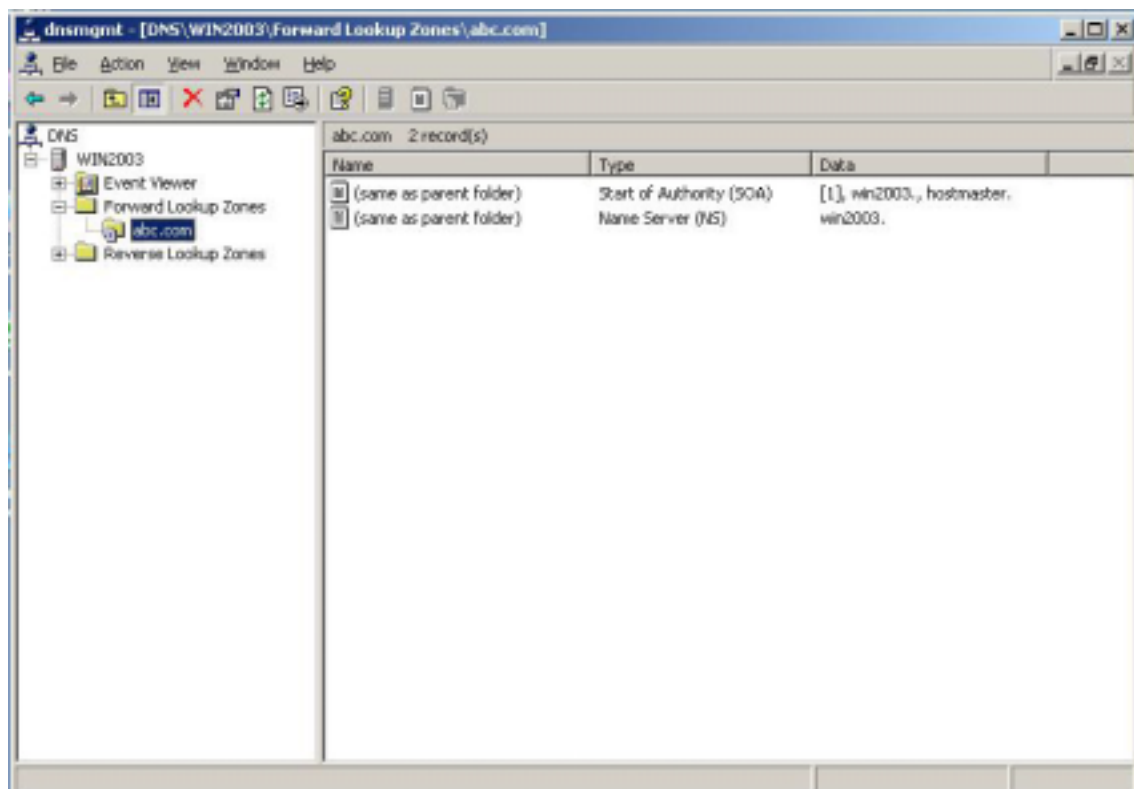 dnsmgmt - [DNS\WIN2003\Forward Lookup Zones\abc.com]
File Action View Window Help
DNS
WIN2003
Event Viewer
Forward Lookup Zones
abc.com
Reverse Lookup Zones
abc.com 2 record(s)
Name Type Data
(same as parent folder) Start of Authority (SOA) [1], win2003., hostmaster.
(same as parent folder) Name Server (NS) win2003.